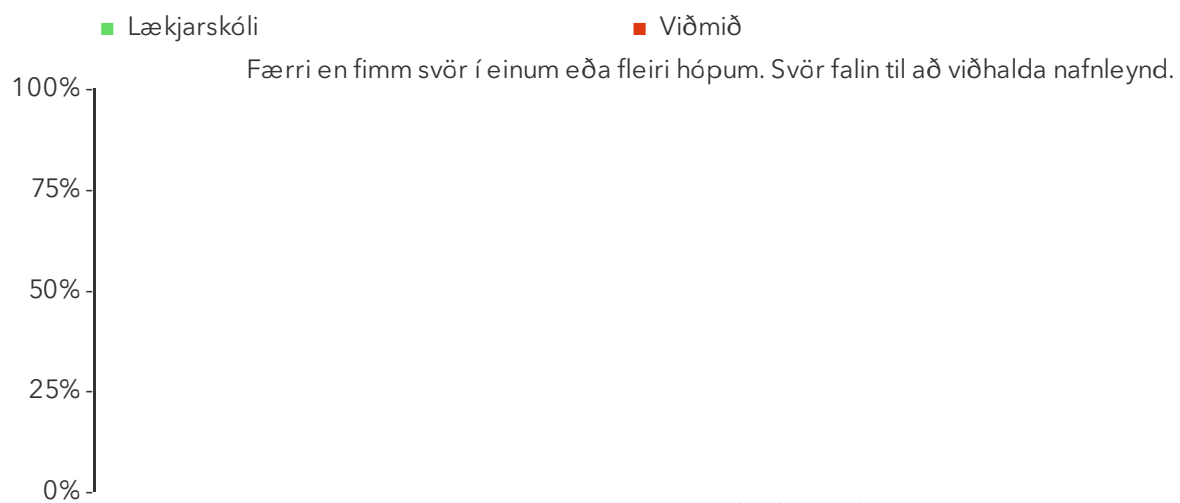 Lækjarskóli Viðmið
Færri en fimm svör í einum eða fleiri hópum. Svör falin til að viðhalda nafnleynd.
100%
75%
50%
25%
0%